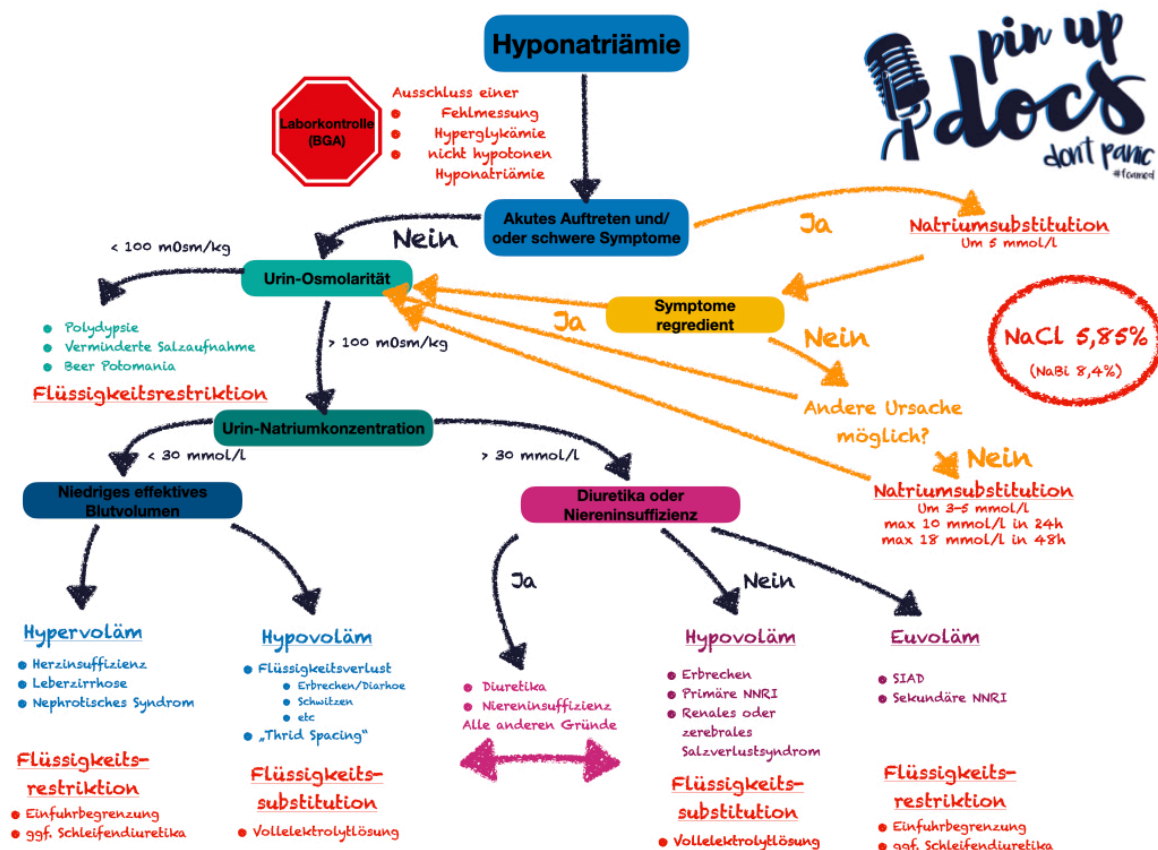 Hyponatriämie
pin up
docs
dont panic
#foamed
Laborkontrolle
(BGA)
Ausschluss einer
Fehlmessung
Hyperglykämie
nicht hypotonen
Hyponatriämie
Akutes Auftreten und/
oder schwere Symptome
Nein
Ja
Natriumsubstitution
Um 5 mmol/l
< 100 mOsm/kg
Urin-Osmolarität
Symptome
regredient
Ja
Nein
NaCl 5,85%
(NaBi 8,4%)
Polydypsie
Verminderte Salzaufnahme
Beer Potomania
> 100 mOsm/kg
Flüssigkeitsrestriktion
Andere Ursache
möglich?
Nein
Urin-Natriumkonzentration
< 30 mmol/l
> 30 mmol/l
Natriumsubstitution
Um 3-5 mmol/l
max 10 mmol/l in 24h
max 18 mmol/l in 48h
Niedriges effektives
Blutvolumen
Diuretika oder
Niereninsuffizienz
Ja
Nein
Hypervoläm
Herzinsuffizienz
Leberzirrhose
Nephrotisches Syndrom
Flüssigkeits-
restriktion
Einfuhrbegrenzung
ggf. Schleifendiuretika
Hypovoläm
Flüssigkeitsverlust
Erbrechen/Diarhoe
Schwitzen
etc
„Thrid Spacing“
Flüssigkeits-
substitution
Vollelektrolytlösung
Diuretika
Niereninsuffizienz
Alle anderen Gründe
Hypovoläm
Erbrechen
Primäre NNRI
Renales oder
zerebrales
Salzverlustsyndrom
Flüssigkeits-
substitution
Vollelektrolytlösung
Euvoläm
SIAD
Sekundäre NNRI
Flüssigkeits-
restriktion
Einfuhrbegrenzung
ggf. Schleifendiuretika